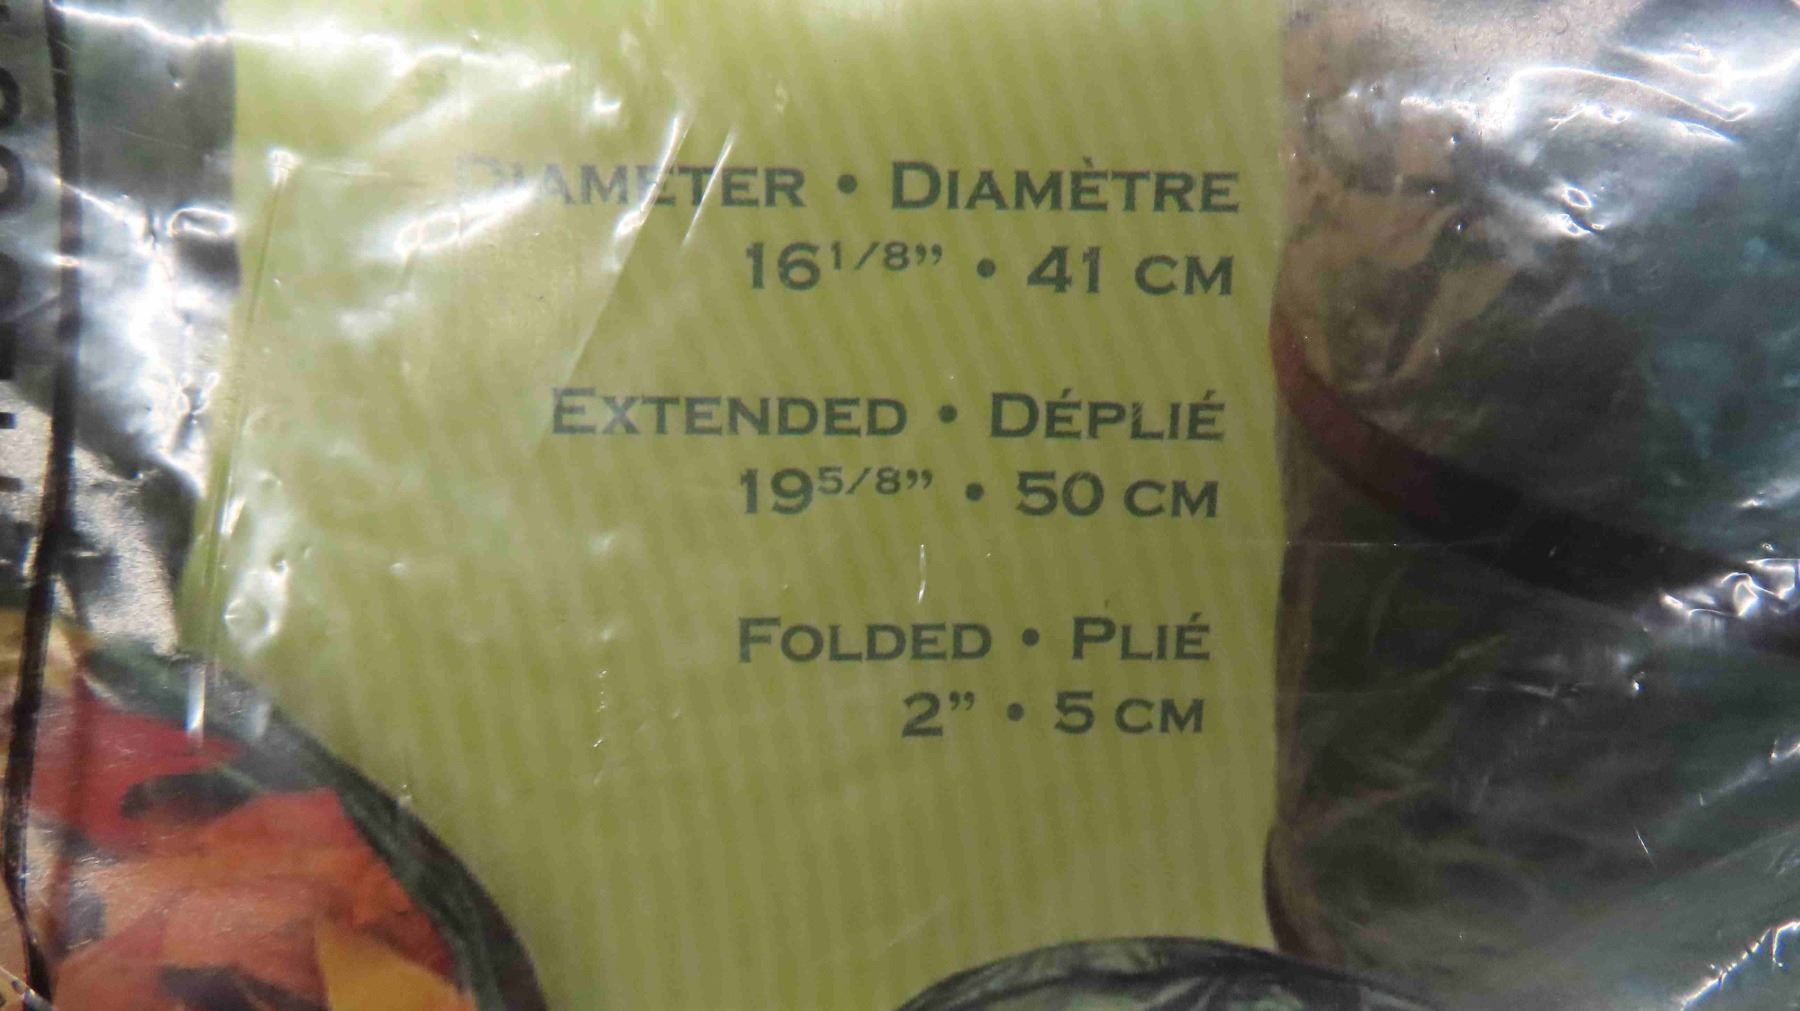 DIAMETER • DIAMÈTRE
16 1/8” • 41 CM
EXTENDED • DÉPLIÉ
19 5/8” • 50 CM
FOLDED • PLIÉ
2” • 5 CM